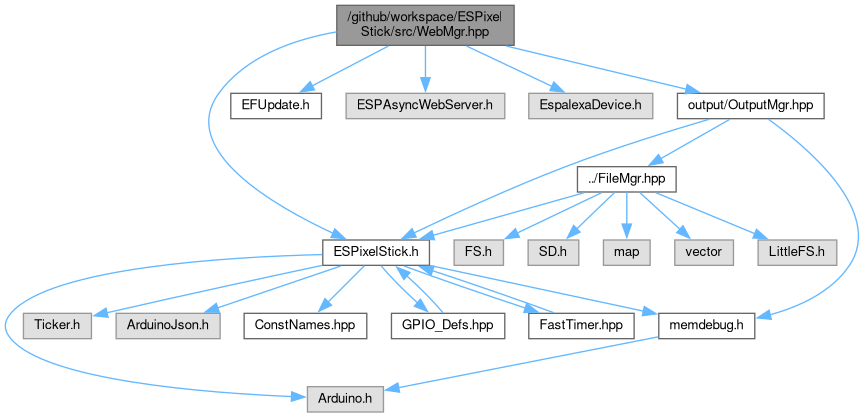 /github/workspace/ESPixel
Stick/src/WebMgr.hpp
EFUpdate.h
ESPAsyncWebServer.h
EspalexaDevice.h
output/OutputMgr.hpp
../FileMgr.hpp
ESPixelStick.h
FS.h
SD.h
map
vector
LittleFS.h
Ticker.h
ArduinoJson.h
ConstNames.hpp
GPIO_Defs.hpp
FastTimer.hpp
memdebug.h
Arduino.h